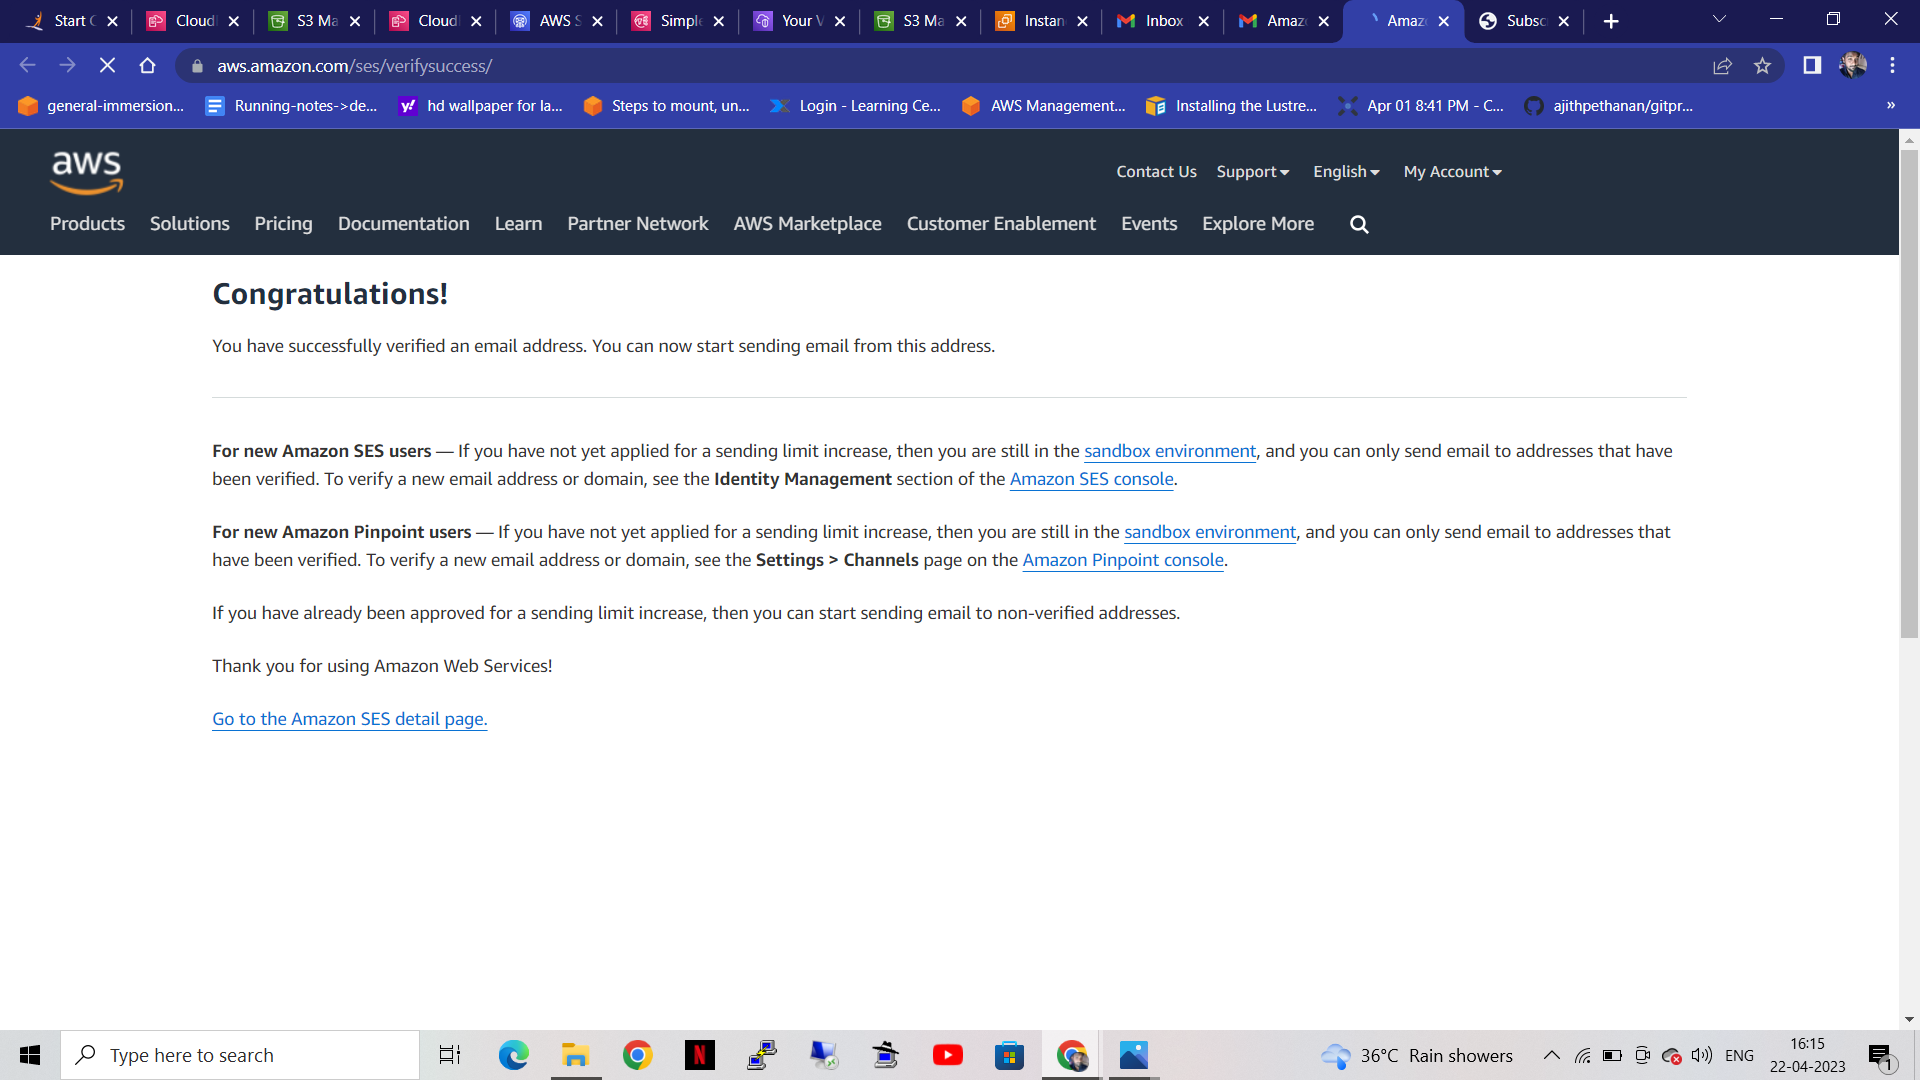 Start C
Cloudl
S3 Ma
Cloudl
AWS S
Simple
Your V
S3 Ma
Instan
Inbox
Amaz
Amaz
Subsc
aws.amazon.com/ses/verifysuccess/
general-immersion...
Running-notes->de...
hd wallpaper for la...
Steps to mount, un...
Login - Learning Ce...
AWS Management...
Installing the Lustre...
Apr 01 8:41 PM - C...
ajithpethanan/gitpr...
»
aws
Contact Us
Support
English
My Account
Products
Solutions
Pricing
Documentation
Learn
Partner Network
AWS Marketplace
Customer Enablement
Events
Explore More
Congratulations!
You have successfully verified an email address. You can now start sending email from this address.
For new Amazon SES users — If you have not yet applied for a sending limit increase, then you are still in the sandbox environment, and you can only send email to addresses that have
been verified. To verify a new email address or domain, see the Identity Management section of the Amazon SES console.
For new Amazon Pinpoint users — If you have not yet applied for a sending limit increase, then you are still in the sandbox environment, and you can only send email to addresses that
have been verified. To verify a new email address or domain, see the Settings > Channels page on the Amazon Pinpoint console.
If you have already been approved for a sending limit increase, then you can start sending email to non-verified addresses.
Thank you for using Amazon Web Services!
Go to the Amazon SES detail page.
Type here to search
36°C Rain showers
ENG
16:15
22-04-2023
1